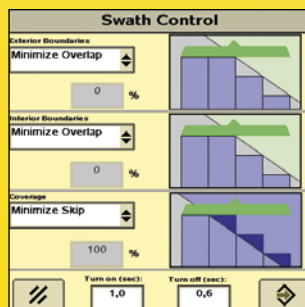 Swath Control
Exterior Boundaries
Minimize Overlap
0 %
Interior Boundaries
Minimize Overlap
0 %
Coverage
Minimize Skip
100 %
Turn on (sec): Turn off (sec):
1,0 0,6